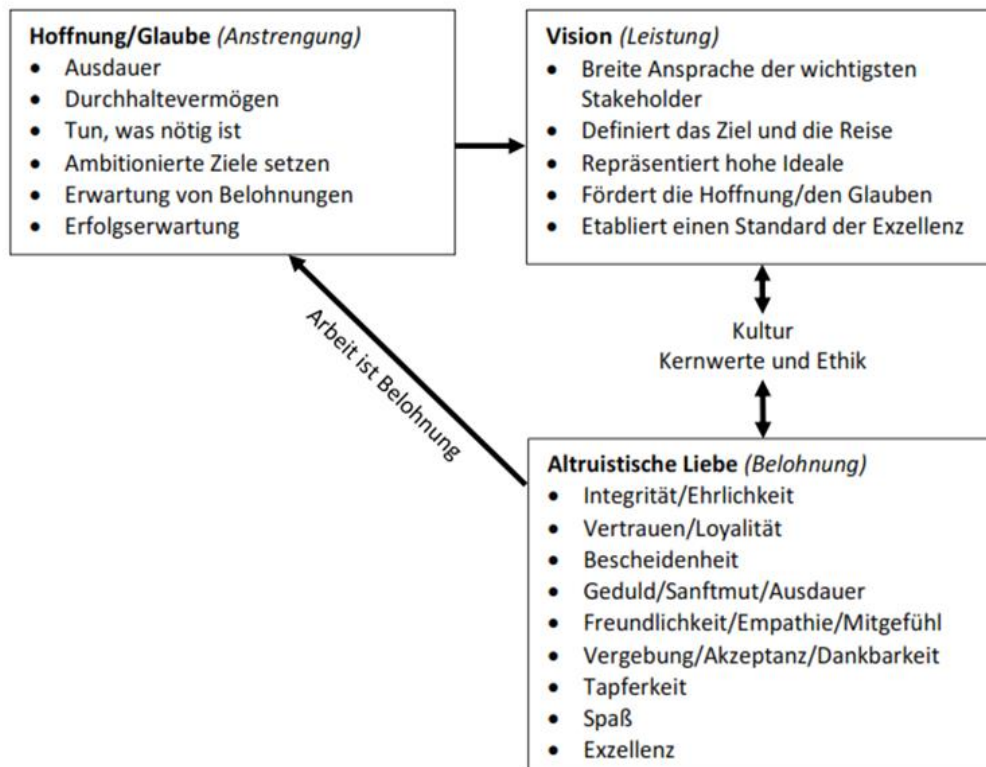 Hoffnung/Glaube (Anstrengung)
• Ausdauer
• Durchhaltevermögen
• Tun, was nötig ist
• Ambitionierte Ziele setzen
• Erwartung von Belohnungen
• Erfolgserwartung
Vision (Leistung)
• Breite Ansprache der wichtigsten
Stakeholder
• Definiert das Ziel und die Reise
• Repräsentiert hohe Ideale
• Fördert die Hoffnung/den Glauben
• Etabliert einen Standard der Exzellenz
Arbeit ist Belohnung
Kultur
Kernwerte und Ethik
Altruistische Liebe (Belohnung)
• Integrität/Ehrlichkeit
• Vertrauen/Loyalität
• Bescheidenheit
• Geduld/Sanftmut/Ausdauer
• Freundlichkeit/Empathie/Mitgefühl
• Vergebung/Akzeptanz/Dankbarkeit
• Tapferkeit
• Spaß
• Exzellenz